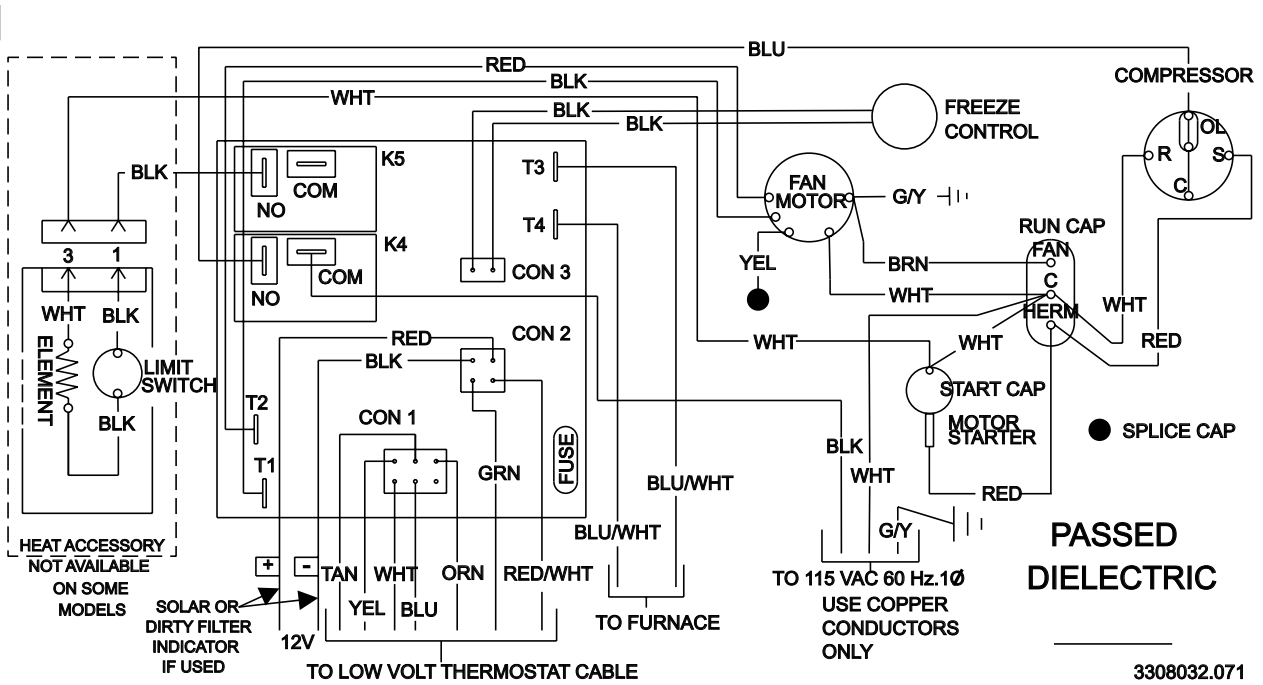 BLU
RED
BLK
WHT
COMPRESSOR
BLK
BLK
FREEZE
CONTROL
OL
R
S
C
BLK
K5
COM
NO
T3
FAN
MOTOR
G/Y
T4
K4
COM
NO
CON 3
3 1
YEL
RUN CAP
FAN
C
HERM
BRN
WHT
WHT
WHT
BLK
ELEMENT
LIMIT
SWITCH
BLK
RED
BLK
CON 2
WHT
WHT
RED
START CAP
MOTOR
STARTER
SPLICE CAP
T2
CON 1
T1
FUSE
GRN
BLU/WHT
BLK
WHT
RED
BLU/WHT
G/Y
PASSED
DIELECTRIC
HEAT ACCESSORY
NOT AVAILABLE
ON SOME
MODELS
+
-
TAN
WHT
ORN
RED/WHT
YEL
BLU
SOLAR OR
DIRTY FILTER
INDICATOR
IF USED
12V
TO LOW VOLT THERMOSTAT CABLE
TO FURNACE
TO 115 VAC 60 Hz.1Ø
USE COPPER
CONDUCTORS
ONLY
3308032.071